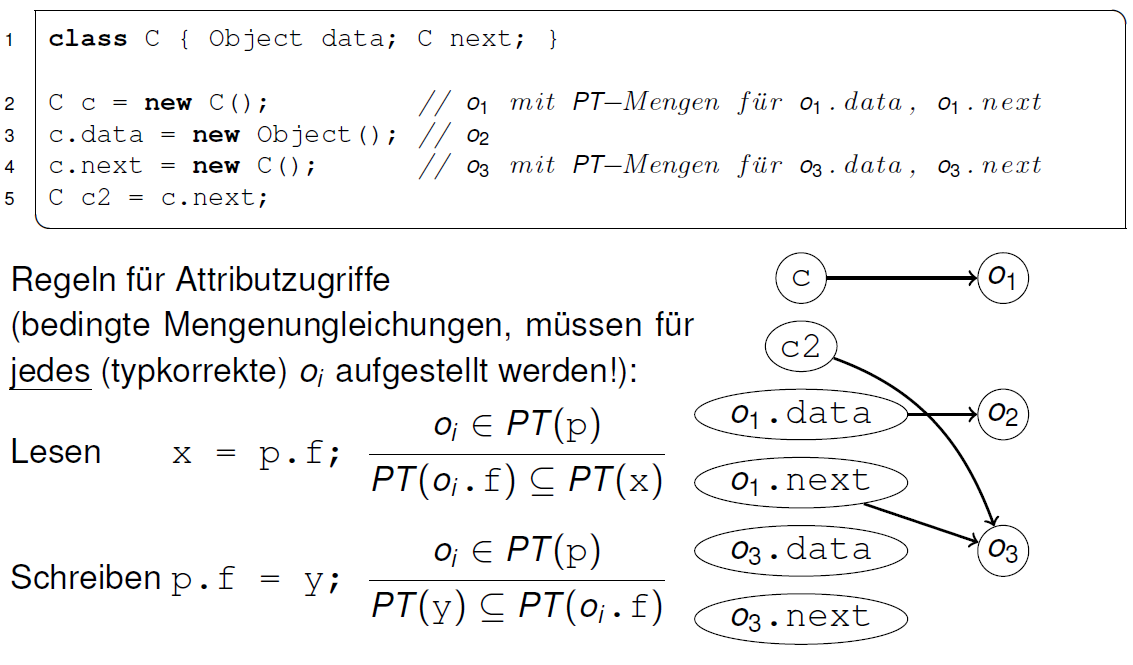 1 class C { Object data; C next; }
2 C c = new C(); // o₁ mit PT–Mengen für o₁.data, o₁.next
3 c.data = new Object(); // o₂
4 c.next = new C(); // o₃ mit PT–Mengen für o₃.data, o₃.next
5 C c2 = c.next;
Regeln für Attributzugriffe
(bedingte Mengenungleichungen, müssen für
jedes (typkorrekte) oᵢ aufgestellt werden!):
Lesen x = p.f; oᵢ ∈ PT(p)
PT(oᵢ.f) ⊆ PT(x)
Schreiben p.f = y; oᵢ ∈ PT(p)
PT(y) ⊆ PT(oᵢ.f)
c o₁
c2
o₁.data o₂
o₁.next
o₃.data o₃
o₃.next